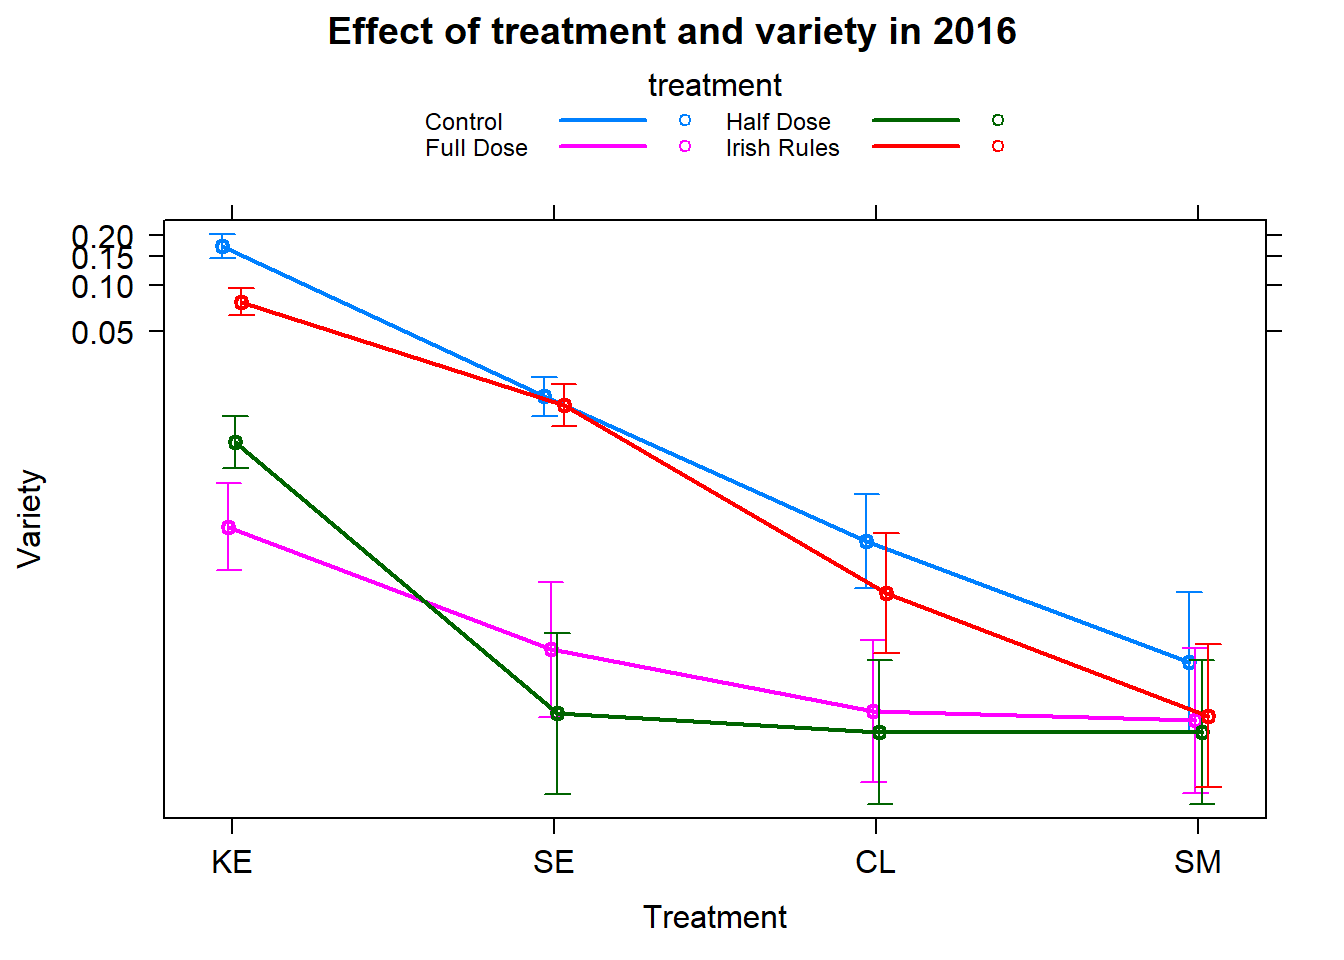 Effect of treatment and variety in 2016
treatment
Control Half Dose
Full Dose Irish Rules
0.20
0.15
0.10
0.05
Variety
KE SE CL SM
Treatment